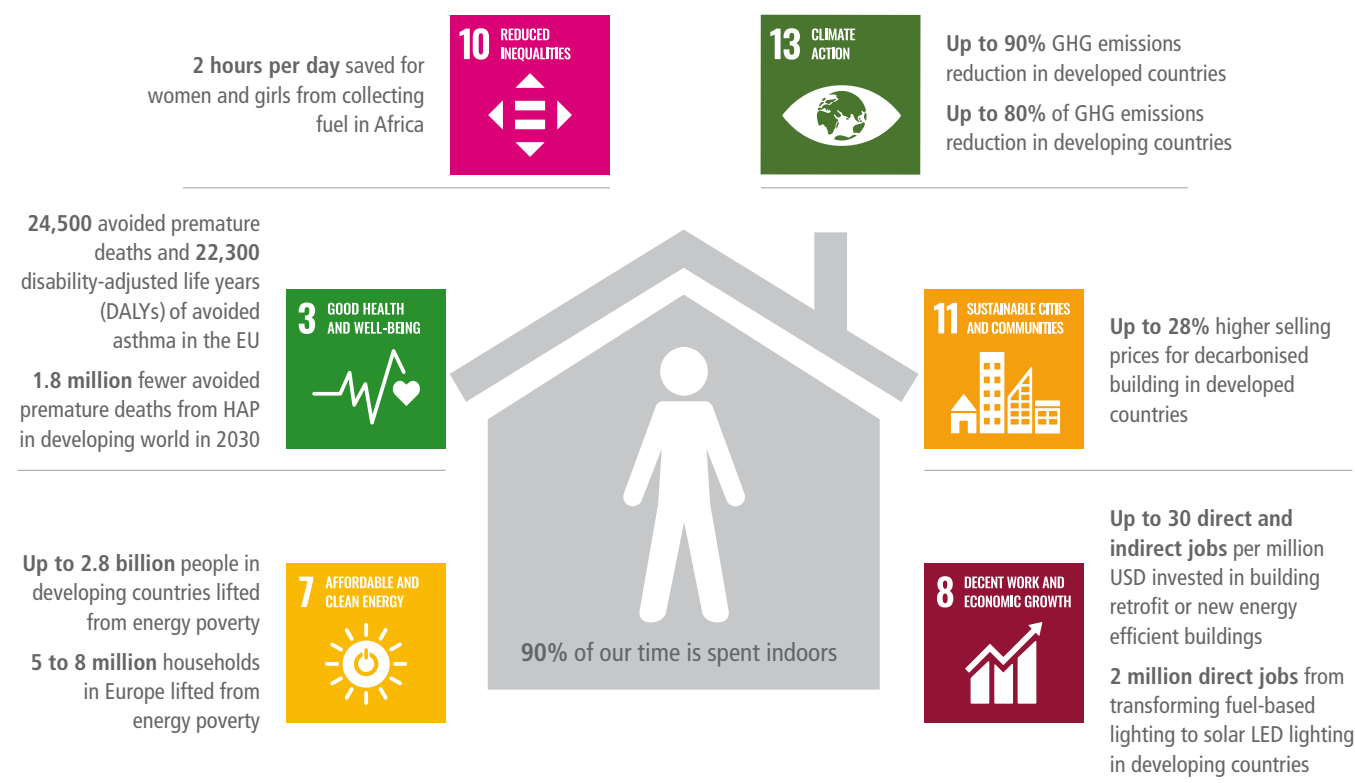 2 hours per day saved for
women and girls from collecting
fuel in Africa
10 REDUCED
INEQUALITIES
13 CLIMATE
ACTION
Up to 90% GHG emissions
reduction in developed countries
Up to 80% of GHG emissions
reduction in developing countries
24,500 avoided premature
deaths and 22,300
disability-adjusted life years
(DALYs) of avoided
asthma in the EU
1.8 million fewer avoided
premature deaths from HAP
in developing world in 2030
3 GOOD HEALTH
AND WELL-BEING
11 SUSTAINABLE CITIES
AND COMMUNITIES
Up to 28% higher selling
prices for decarbonised
building in developed
countries
Up to 2.8 billion people in
developing countries lifted
from energy poverty
5 to 8 million households
in Europe lifted from
energy poverty
7 AFFORDABLE AND
CLEAN ENERGY
90% of our time is spent indoors
8 DECENT WORK AND
ECONOMIC GROWTH
Up to 30 direct and
indirect jobs per million
USD invested in building
retrofit or new energy
efficient buildings
2 million direct jobs from
transforming fuel-based
lighting to solar LED lighting
in developing countries